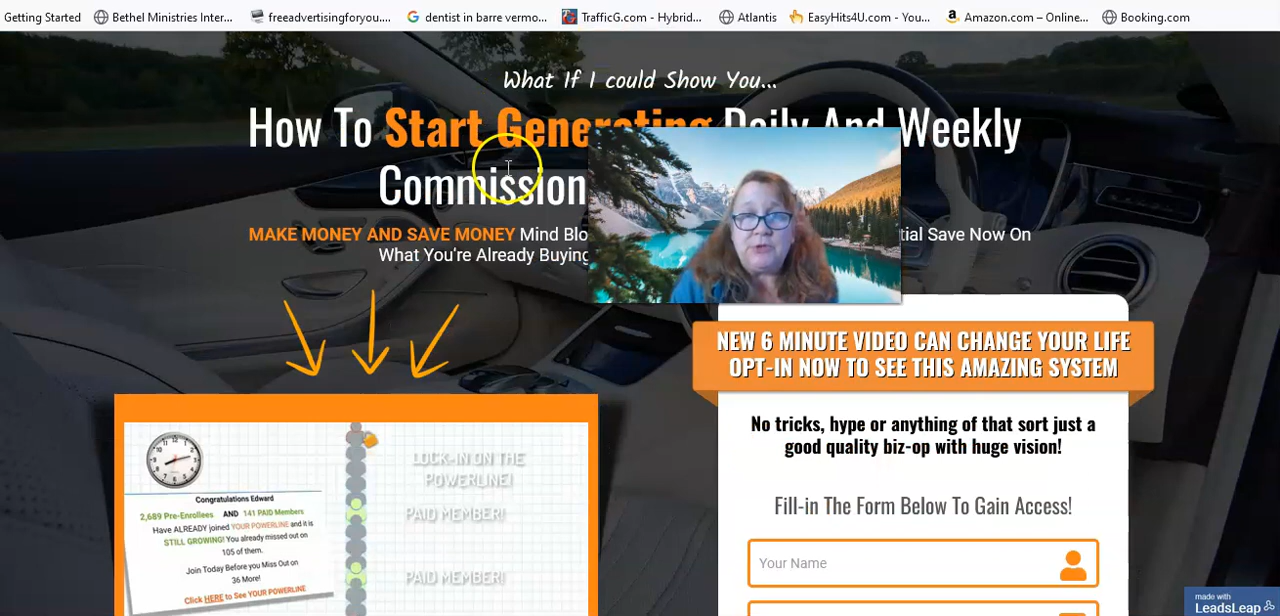 Getting Started Bethel Ministries Inter... freeadvertisingforyou.... dentist in barre vermo... TrafficG.com - Hybrid... Atlantis EasyHits4U.com - You... Amazon.com – Online... Booking.com
What If I could Show You...
How To Start Generating Daily And Weekly
Commission
MAKE MONEY AND SAVE MONEY Mind Blo tial Save Now On
What You're Already Buying
NEW 6 MINUTE VIDEO CAN CHANGE YOUR LIFE
OPT-IN NOW TO SEE THIS AMAZING SYSTEM
No tricks, hype or anything of that sort just a
good quality biz-op with huge vision!
Fill-in The Form Below To Gain Access!
Your Name
Congratulations Edward
2,689 Pre-Enrollees AND 141 PAID Members
Have ALREADY joined YOUR POWERLINE and it is
STILL GROWING! You already missed out on
105 of them.
Join Today Before you Miss Out on
36 More!
Click HERE to See YOUR POWERLINE
LOCK-IN ON THE
POWERLINE!
PAID MEMBER!
PAID MEMBER!
made with
LeadsLeap